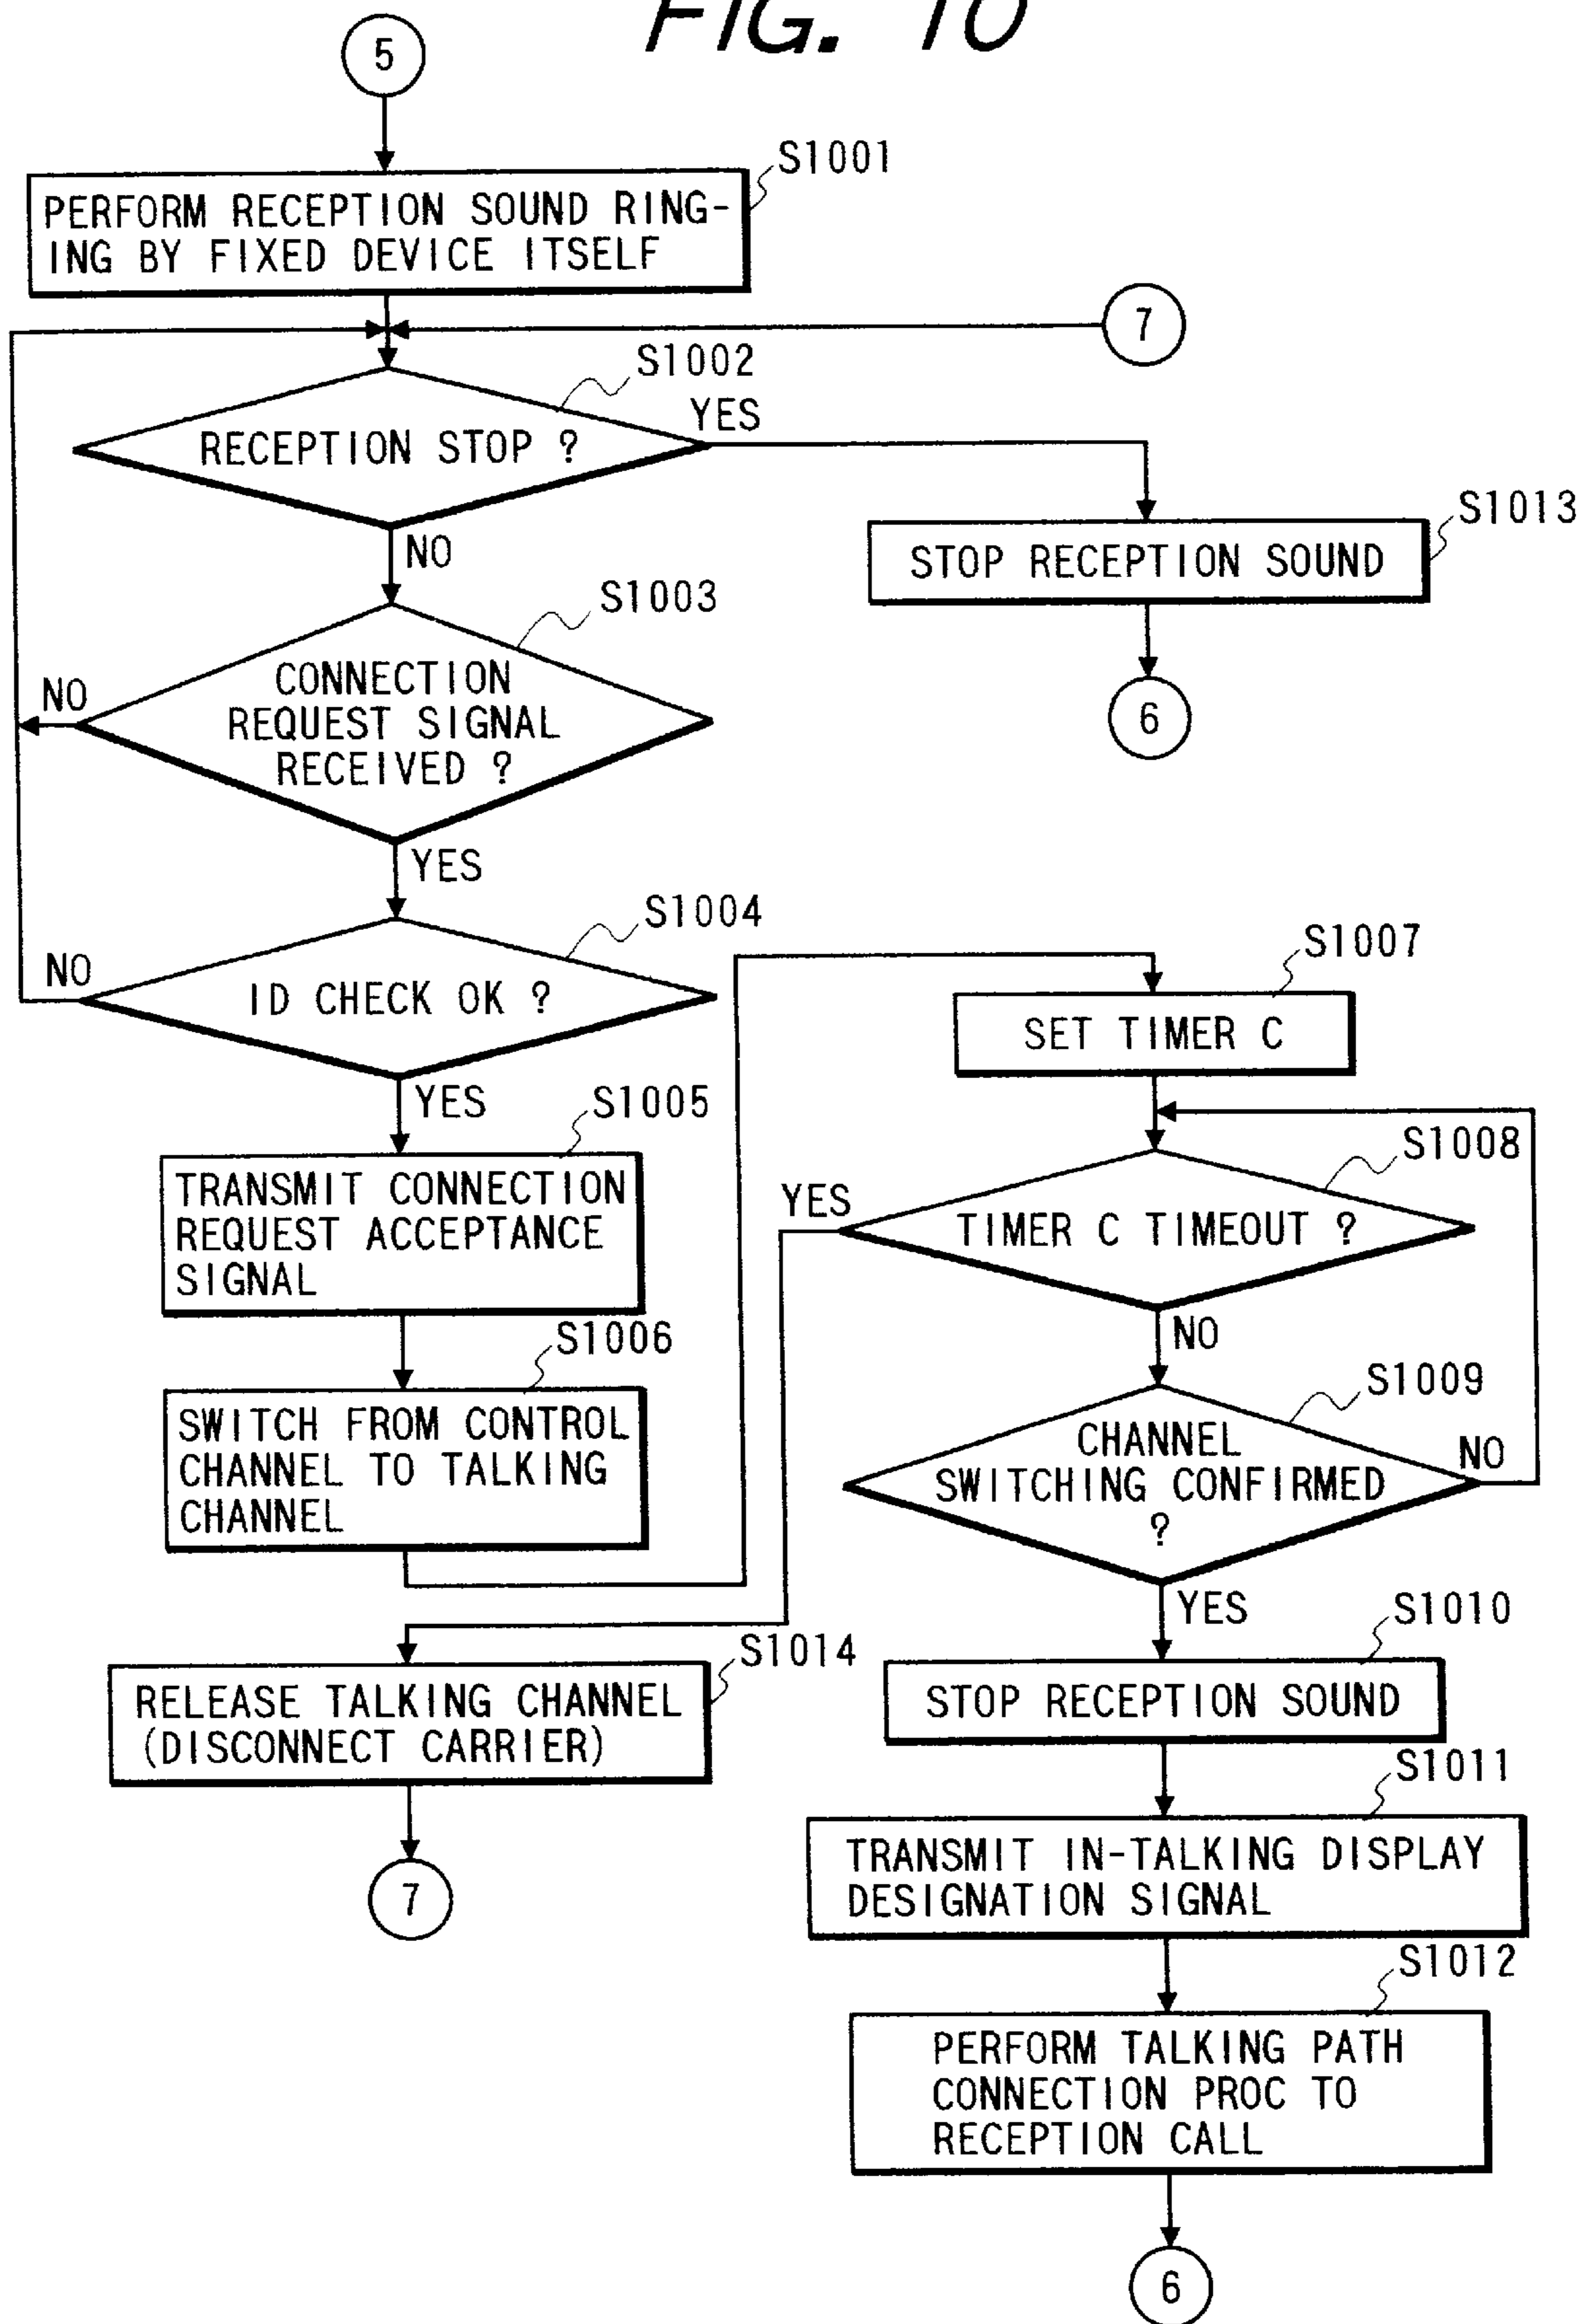 FIG. 10
5
S1001
PERFORM RECEPTION SOUND RING-
ING BY FIXED DEVICE ITSELF
7
S1002
RECEPTION STOP ?
YES
NO
S1013
STOP RECEPTION SOUND
6
S1003
CONNECTION
REQUEST SIGNAL
RECEIVED ?
NO
YES
S1004
ID CHECK OK ?
NO
YES
S1005
TRANSMIT CONNECTION
REQUEST ACCEPTANCE
SIGNAL
S1006
SWITCH FROM CONTROL
CHANNEL TO TALKING
CHANNEL
S1007
SET TIMER C
S1008
TIMER C TIMEOUT ?
YES
NO
S1009
CHANNEL
SWITCHING CONFIRMED
?
NO
YES
S1014
RELEASE TALKING CHANNEL
(DISCONNECT CARRIER)
7
S1010
STOP RECEPTION SOUND
S1011
TRANSMIT IN-TALKING DISPLAY
DESIGNATION SIGNAL
S1012
PERFORM TALKING PATH
CONNECTION PROC TO
RECEPTION CALL
6